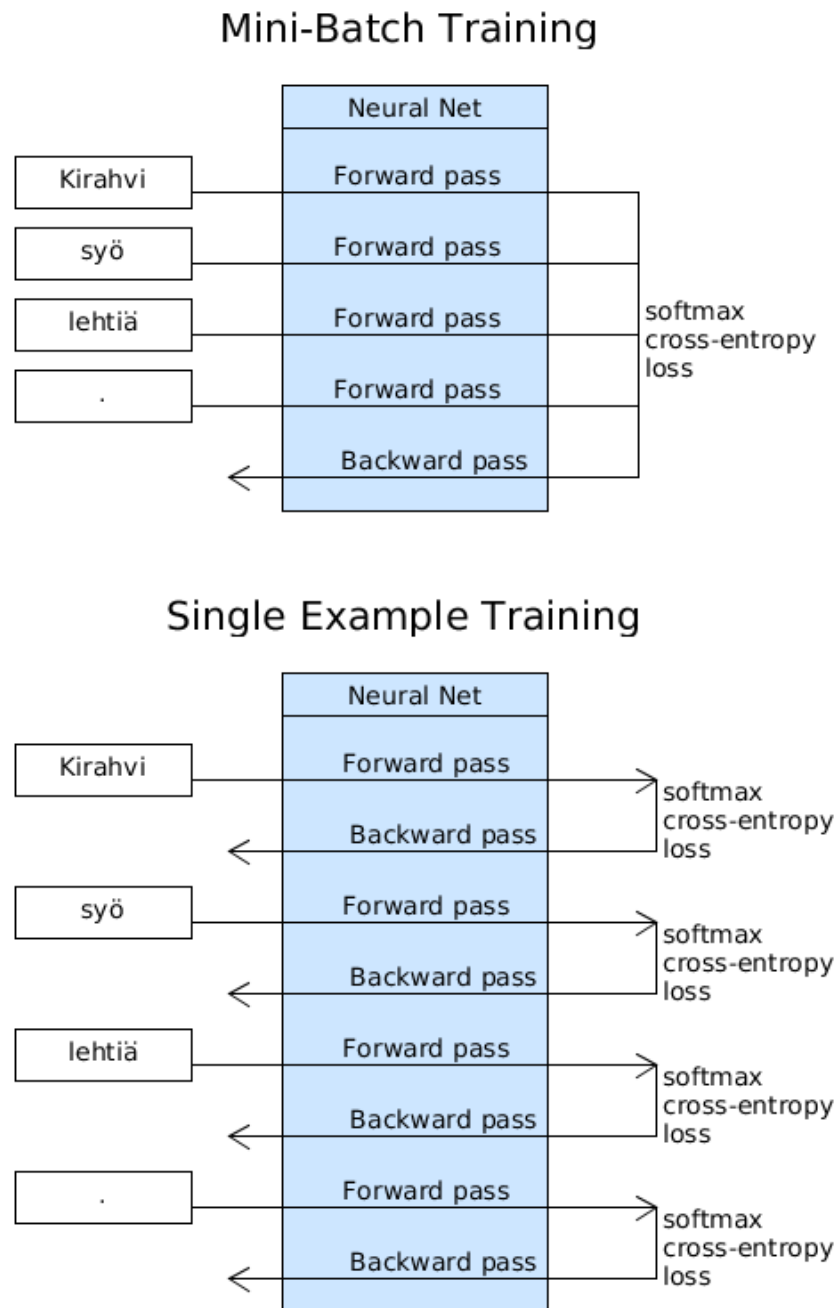 Mini-Batch Training
Neural Net
Kirahvi
Forward pass
syö
Forward pass
lehtiä
Forward pass
.
Forward pass
softmax
cross-entropy
loss
Backward pass
Single Example Training
Neural Net
Kirahvi
Forward pass
softmax
cross-entropy
loss
Backward pass
syö
Forward pass
softmax
cross-entropy
loss
Backward pass
lehtiä
Forward pass
softmax
cross-entropy
loss
Backward pass
.
Forward pass
softmax
cross-entropy
loss
Backward pass